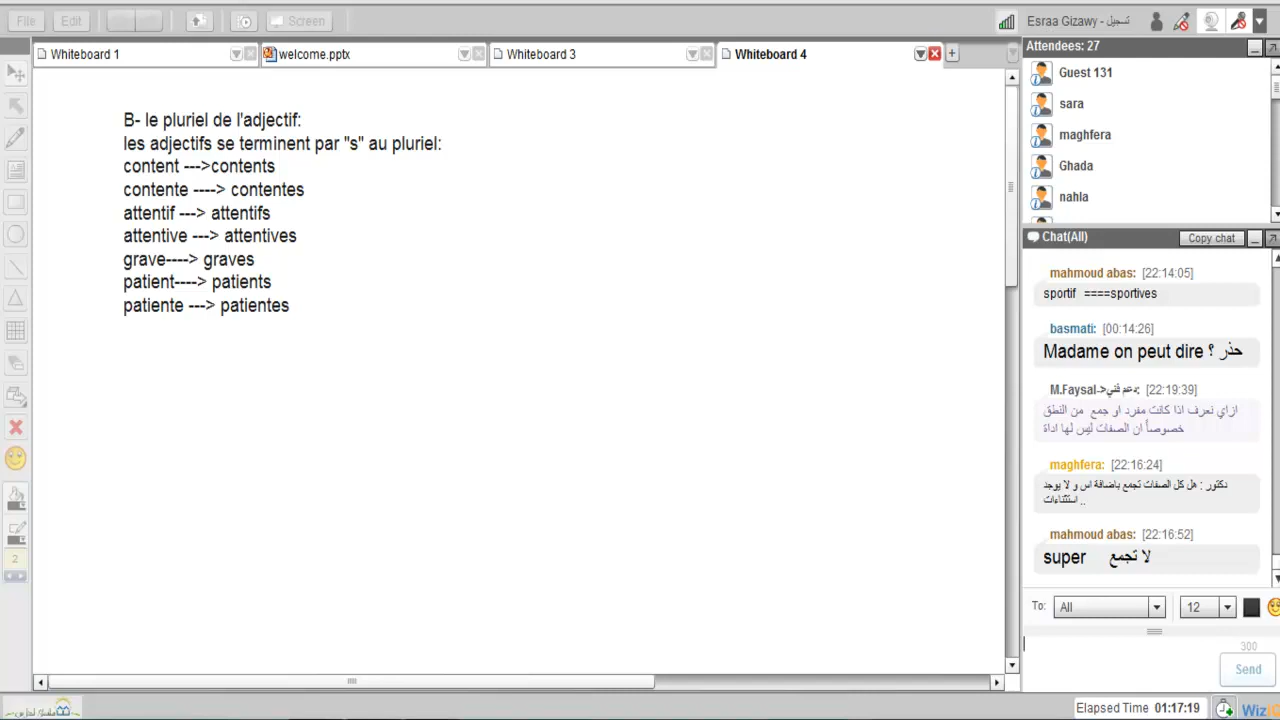 File
Edit
Screen
Esraa Gizawy - تسجيل
Whiteboard 1
welcome.pptx
Whiteboard 3
Whiteboard 4
B- le pluriel de l'adjectif:
les adjectifs se terminent par "s" au pluriel:
content --->contents
contente ----> contentes
attentif ---> attentifs
attentive ---> attentives
grave----> graves
patient----> patients
patiente ---> patientes
2
Attendees: 27
Guest 131
sara
maghfera
Ghada
nahla
Chat(All)
Copy chat
mahmoud abas: [22:14:05]
sportif ====sportives
basmati: [00:14:26]
Madame on peut dire ؟ حذر
M.Faysal->دعم فني: [22:19:39]
ازاي نعرف اذا كانت مفرد او جمع من النطق
خصوصاً ان الصفات ليس لها اداة
maghfera: [22:16:24]
دكتور : هل كل الصفات تجمع باضافة اس و لا يوجد
استثناءات ..
mahmoud abas: [22:16:52]
super لا تجمع
To:
All
12
300
Send
Elapsed Time 01:17:19